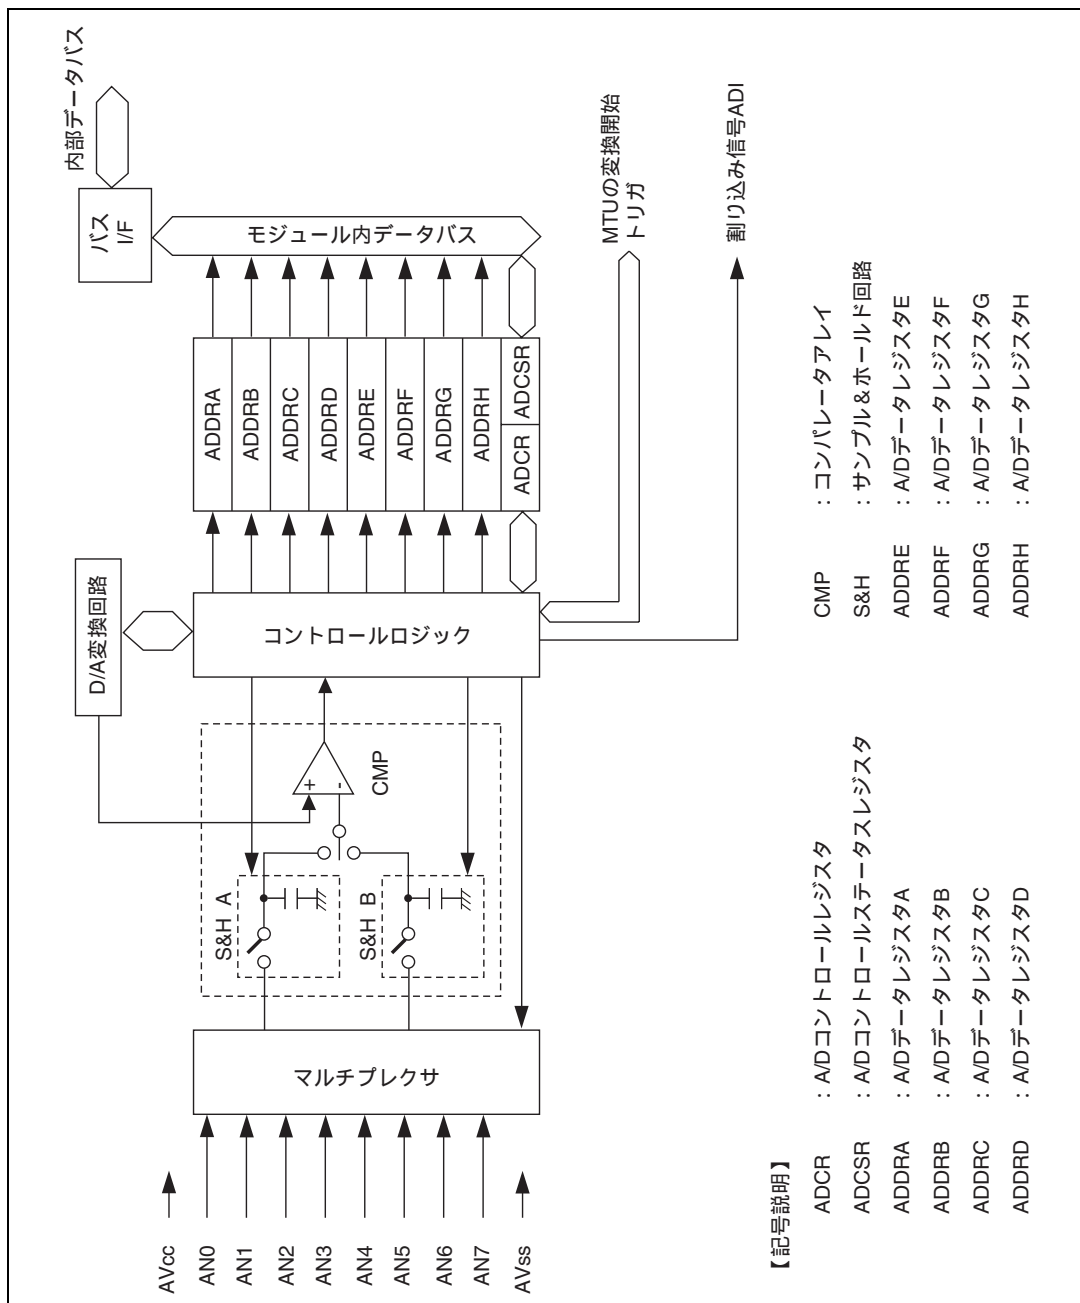 AVcc
AN0
AN1
AN2
AN3
AN4
AN5
AN6
AN7
AVss
マルチプレクサ
S&H A
S&H B
+
-
CMP
D/A変換回路
コントロールロジック
ADDRA
ADDRB
ADDRC
ADDRD
ADDRE
ADDRF
ADDRG
ADDRH
ADCR
ADCSR
モジュール内データバス
バス
I/F
内部データバス
MTUの変換開始
トリガ
割り込み信号ADI
【記号説明】
ADCR :A/Dコントロールレジスタ
ADCSR :A/Dコントロールステータスレジスタ
ADDRA :A/DデータレジスタA
ADDRB :A/DデータレジスタB
ADDRC :A/DデータレジスタC
ADDRD :A/DデータレジスタD
CMP :コンパレータアレイ
S&H :サンプル&ホールド回路
ADDRE :A/DデータレジスタE
ADDRF :A/DデータレジスタF
ADDRG :A/DデータレジスタG
ADDRH :A/DデータレジスタH